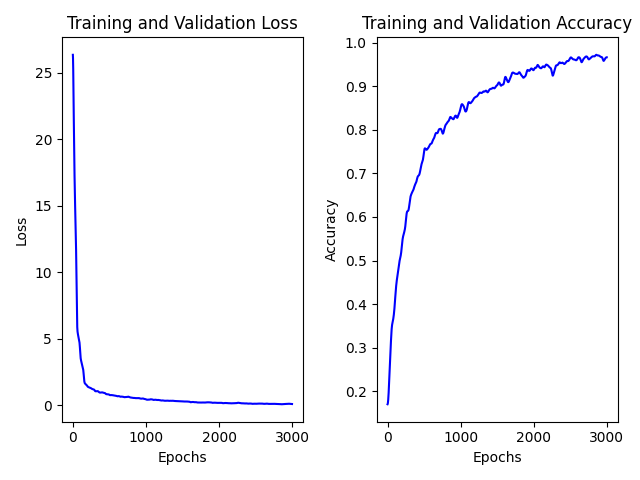 Training and Validation Loss
25
20
15
10
5
0
Loss
0 1000 2000 3000
Epochs
Training and Validation Accuracy
1.0
0.9
0.8
0.7
0.6
0.5
0.4
0.3
0.2
Accuracy
0 1000 2000 3000
Epochs